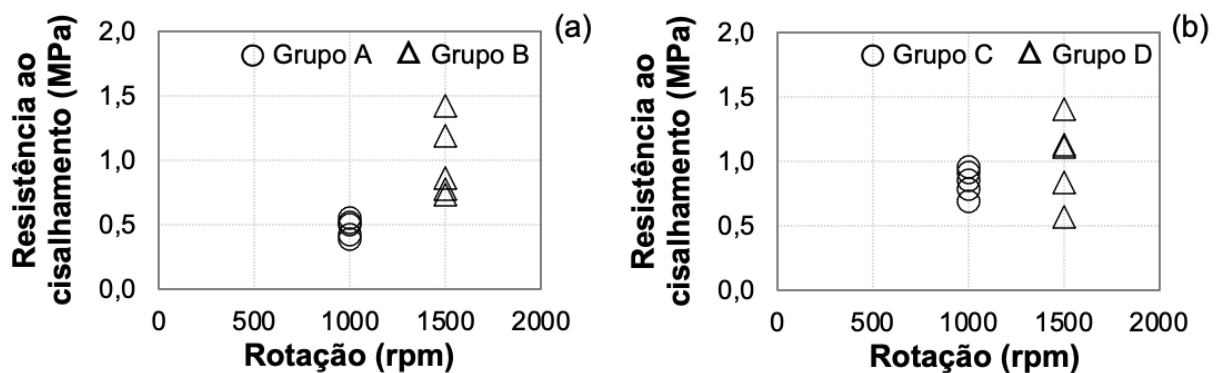 (a)
Resistência ao
cisalhamento (MPa)
2,0
1,5
1,0
0,5
0,0
Grupo A Grupo B
0 500 1000 1500 2000
Rotação (rpm)
(b)
Resistência ao
cisalhamento (MPa)
2,0
1,5
1,0
0,5
0,0
Grupo C Grupo D
0 500 1000 1500 2000
Rotação (rpm)